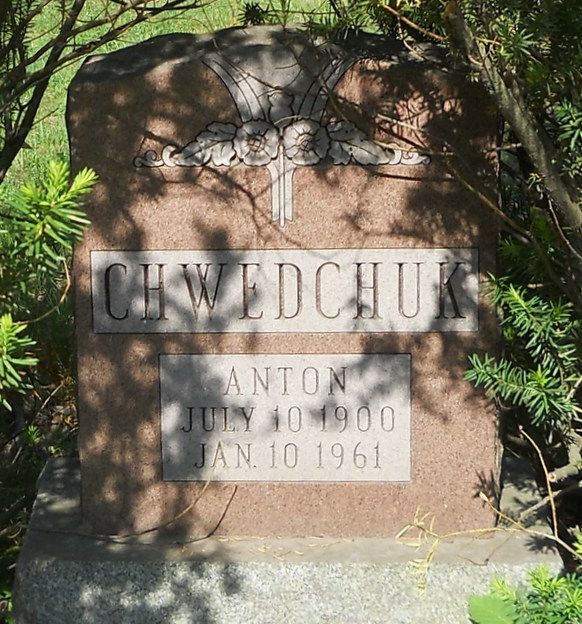 CHWEDCHUK
ANTON
JULY 10 1900
JAN. 10 1961